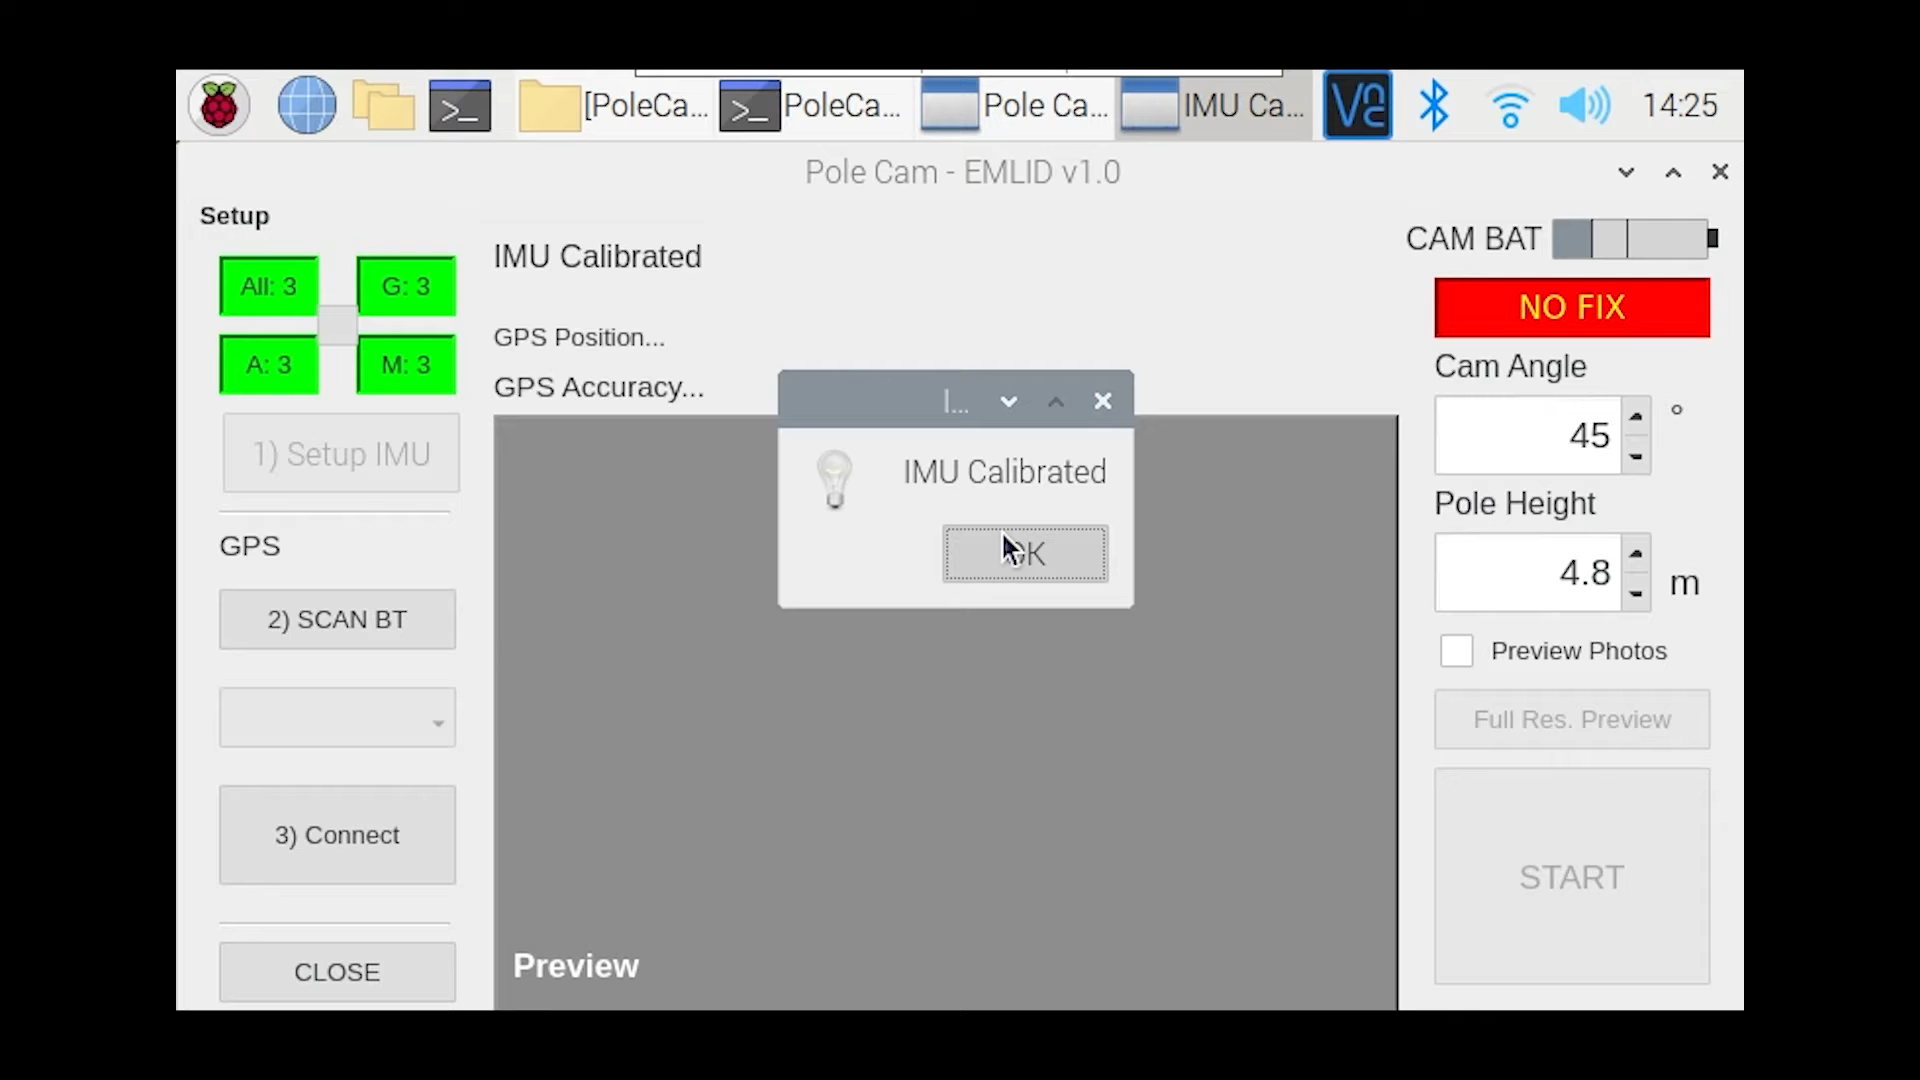 [PoleCa... PoleCa... Pole Ca... IMU Ca... 14:25
Pole Cam - EMLID v1.0
Setup
All: 3 G: 3
A: 3 M: 3
1) Setup IMU
GPS
2) SCAN BT
3) Connect
CLOSE
IMU Calibrated
GPS Position...
GPS Accuracy...
Preview
IMU Calibrated
CAM BAT
NO FIX
Cam Angle
45 °
Pole Height
4.8 m
Preview Photos
Full Res. Preview
START